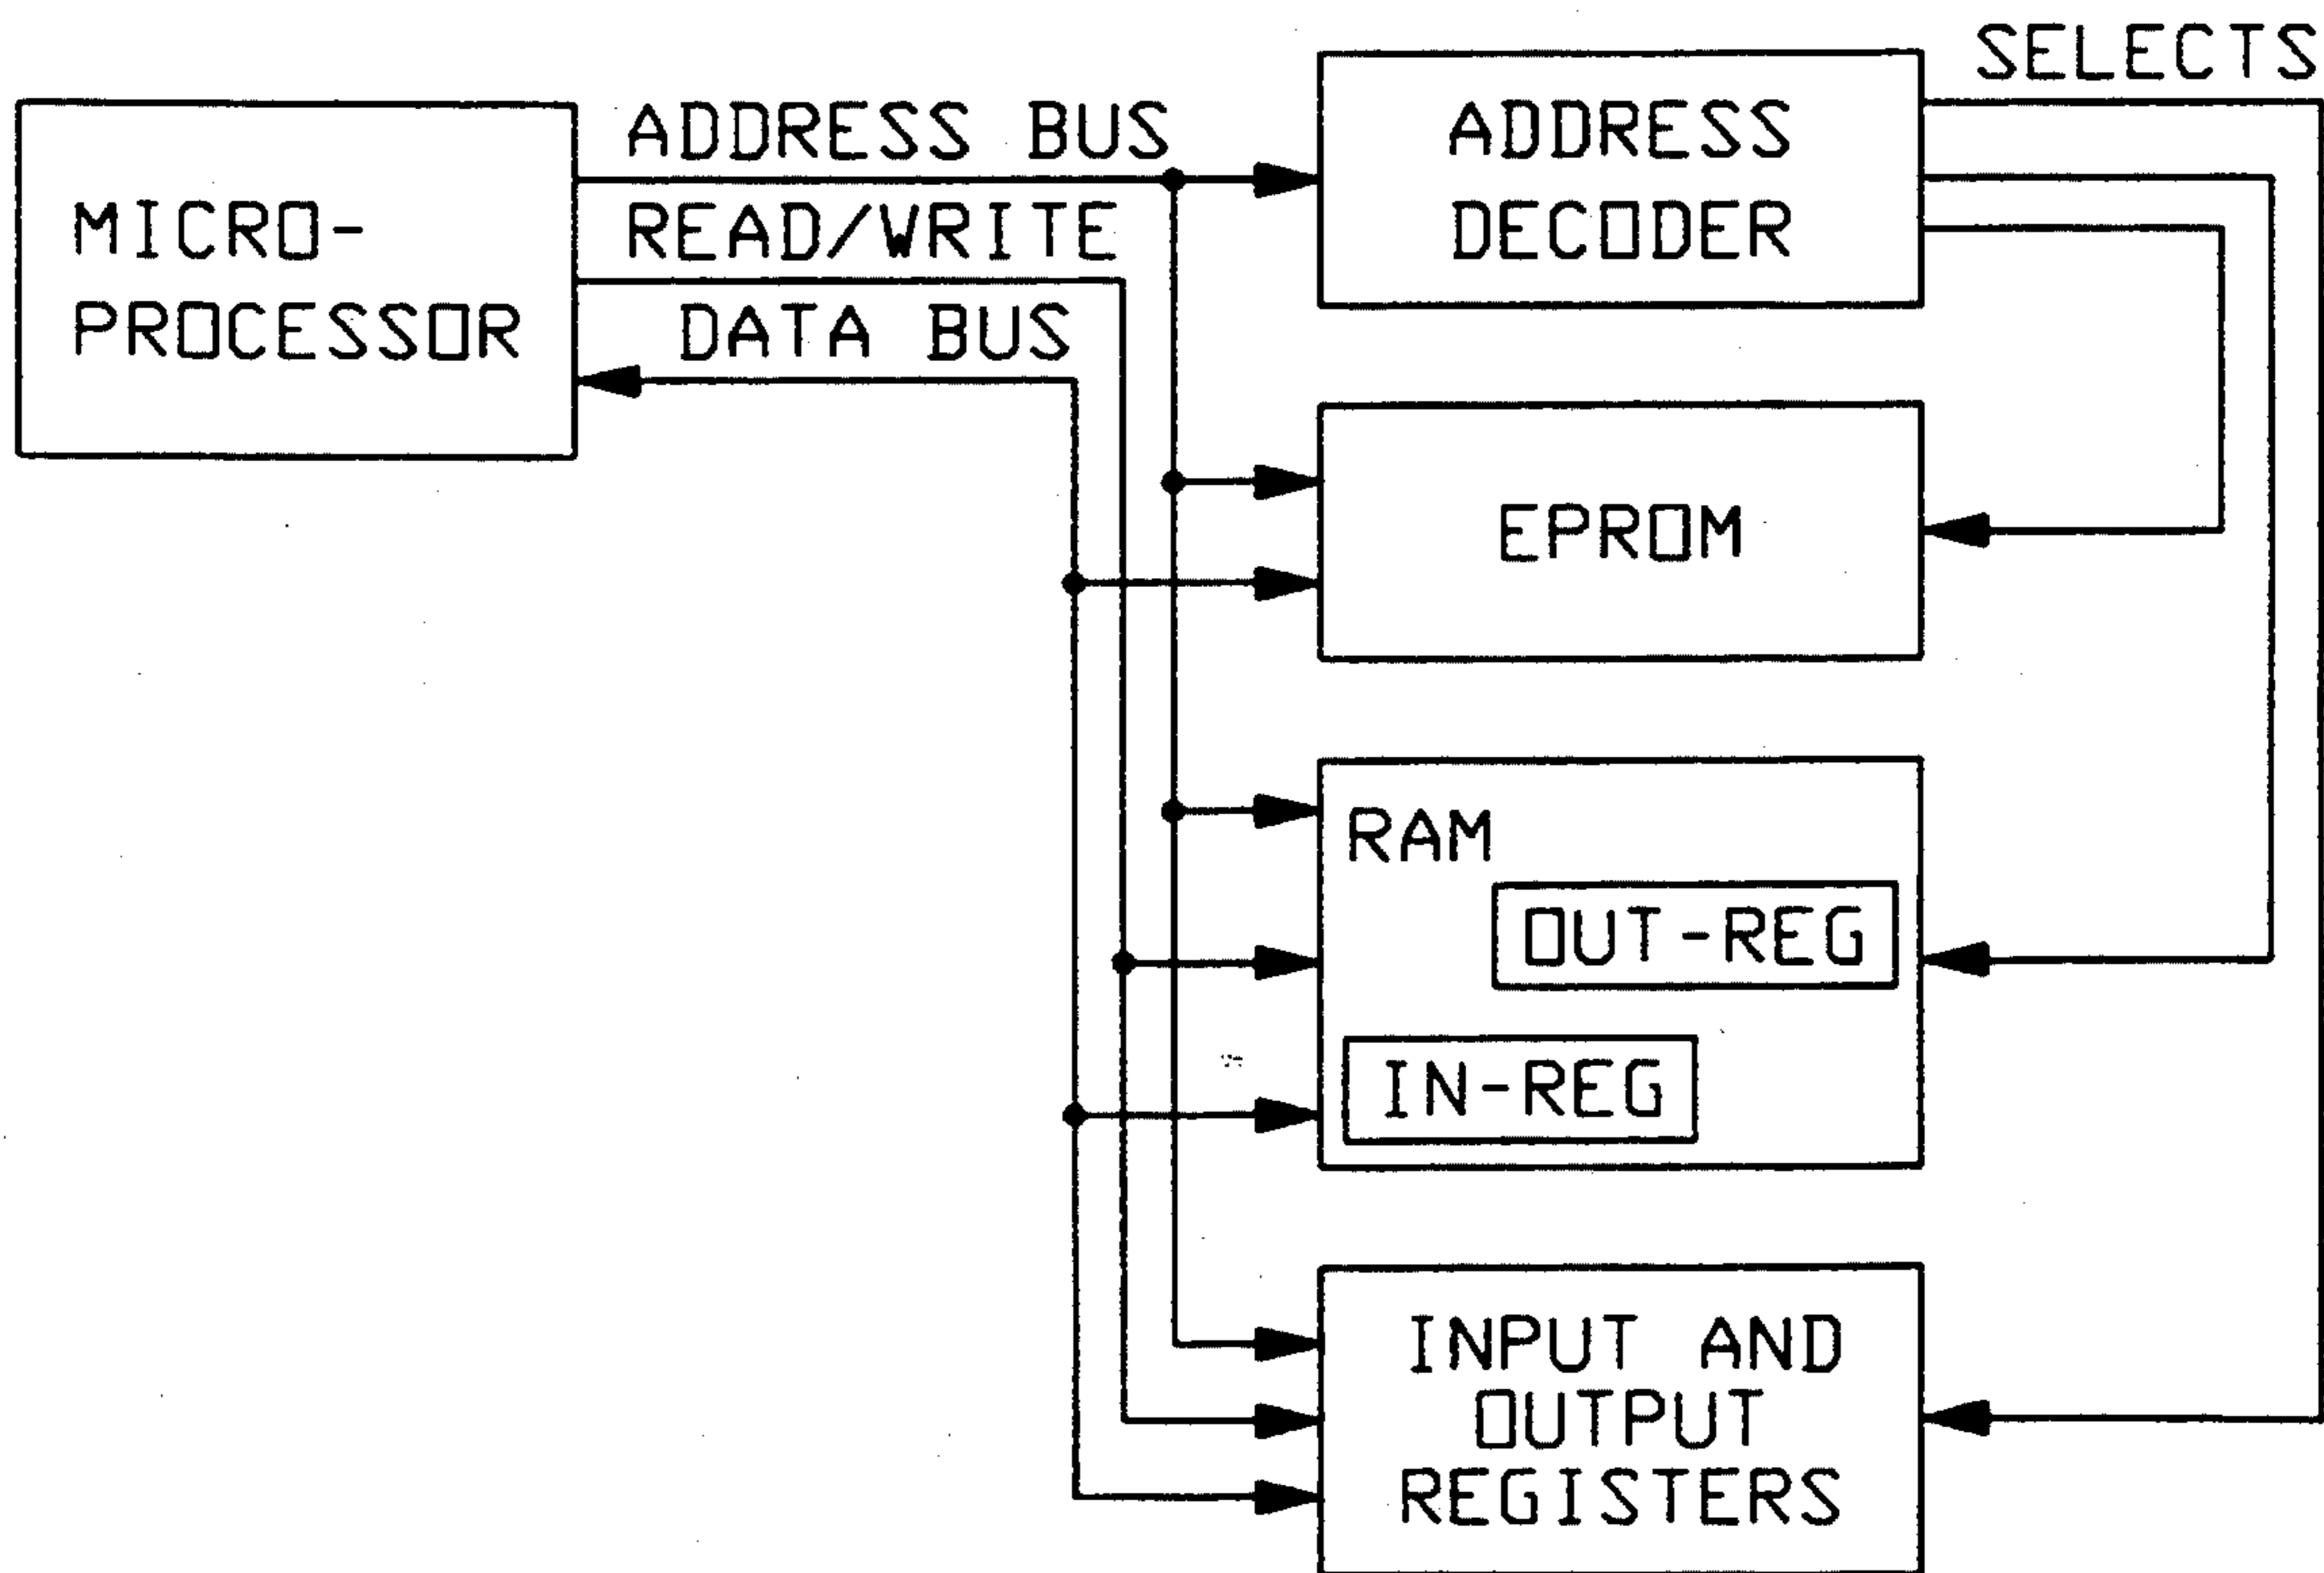 SELECTS
ADDRESS BUS
ADDRESS
DECODER
MICRO-
PROCESSOR
READ/WRITE
DATA BUS
EPROM
RAM
OUT-REG
IN-REG
INPUT AND
OUTPUT
REGISTERS